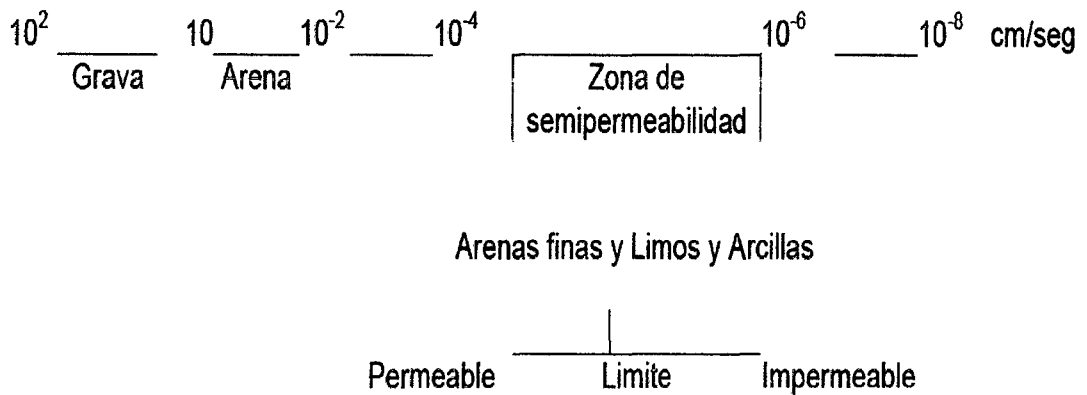 10² 10 10⁻² 10⁻⁴ 10⁻⁶ 10⁻⁸ cm/seg
Grava Arena Zona de
semipermeabilidad
Arenas finas y Limos y Arcillas
Permeable Limite Impermeable